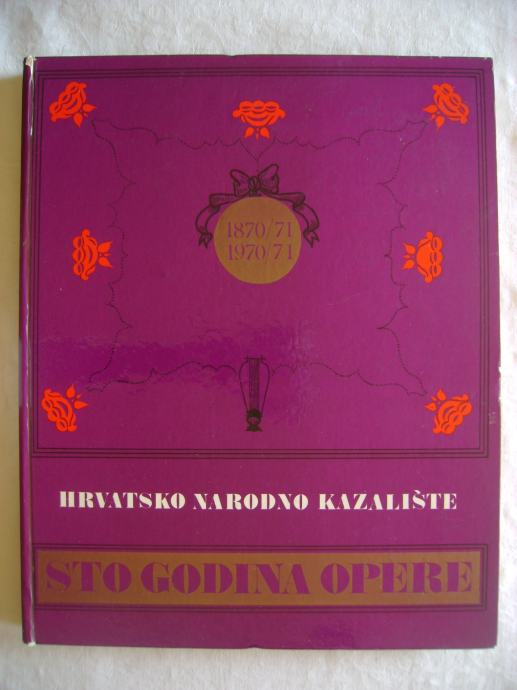 1870/71
1970/71
HRVATSKO NARODNO KAZALIŠTE
STO GODINA OPERE